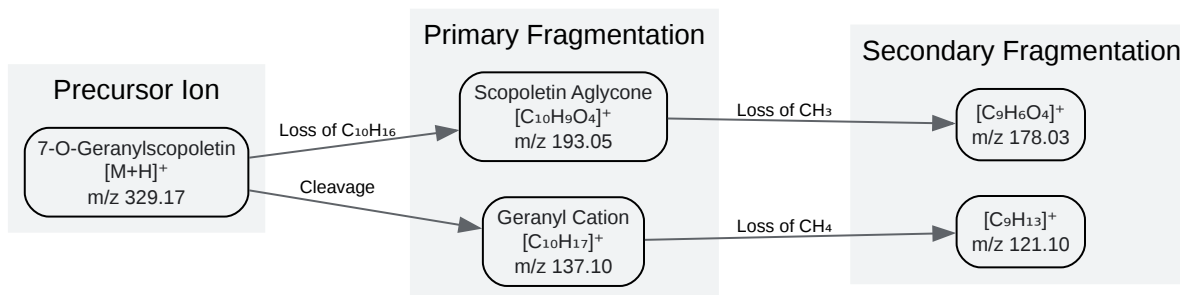 Precursor Ion
7-O-Geranylscopoletin
[M+H]⁺
m/z 329.17
Loss of C₁₀H₁₆
Cleavage
Primary Fragmentation
Scopoletin Aglycone
[C₁₀H₉O₄]⁺
m/z 193.05
Geranyl Cation
[C₁₀H₁₇]⁺
m/z 137.10
Loss of CH₃
Loss of CH₄
Secondary Fragmentation
[C₉H₆O₄]⁺
m/z 178.03
[C₉H₁₃]⁺
m/z 121.10